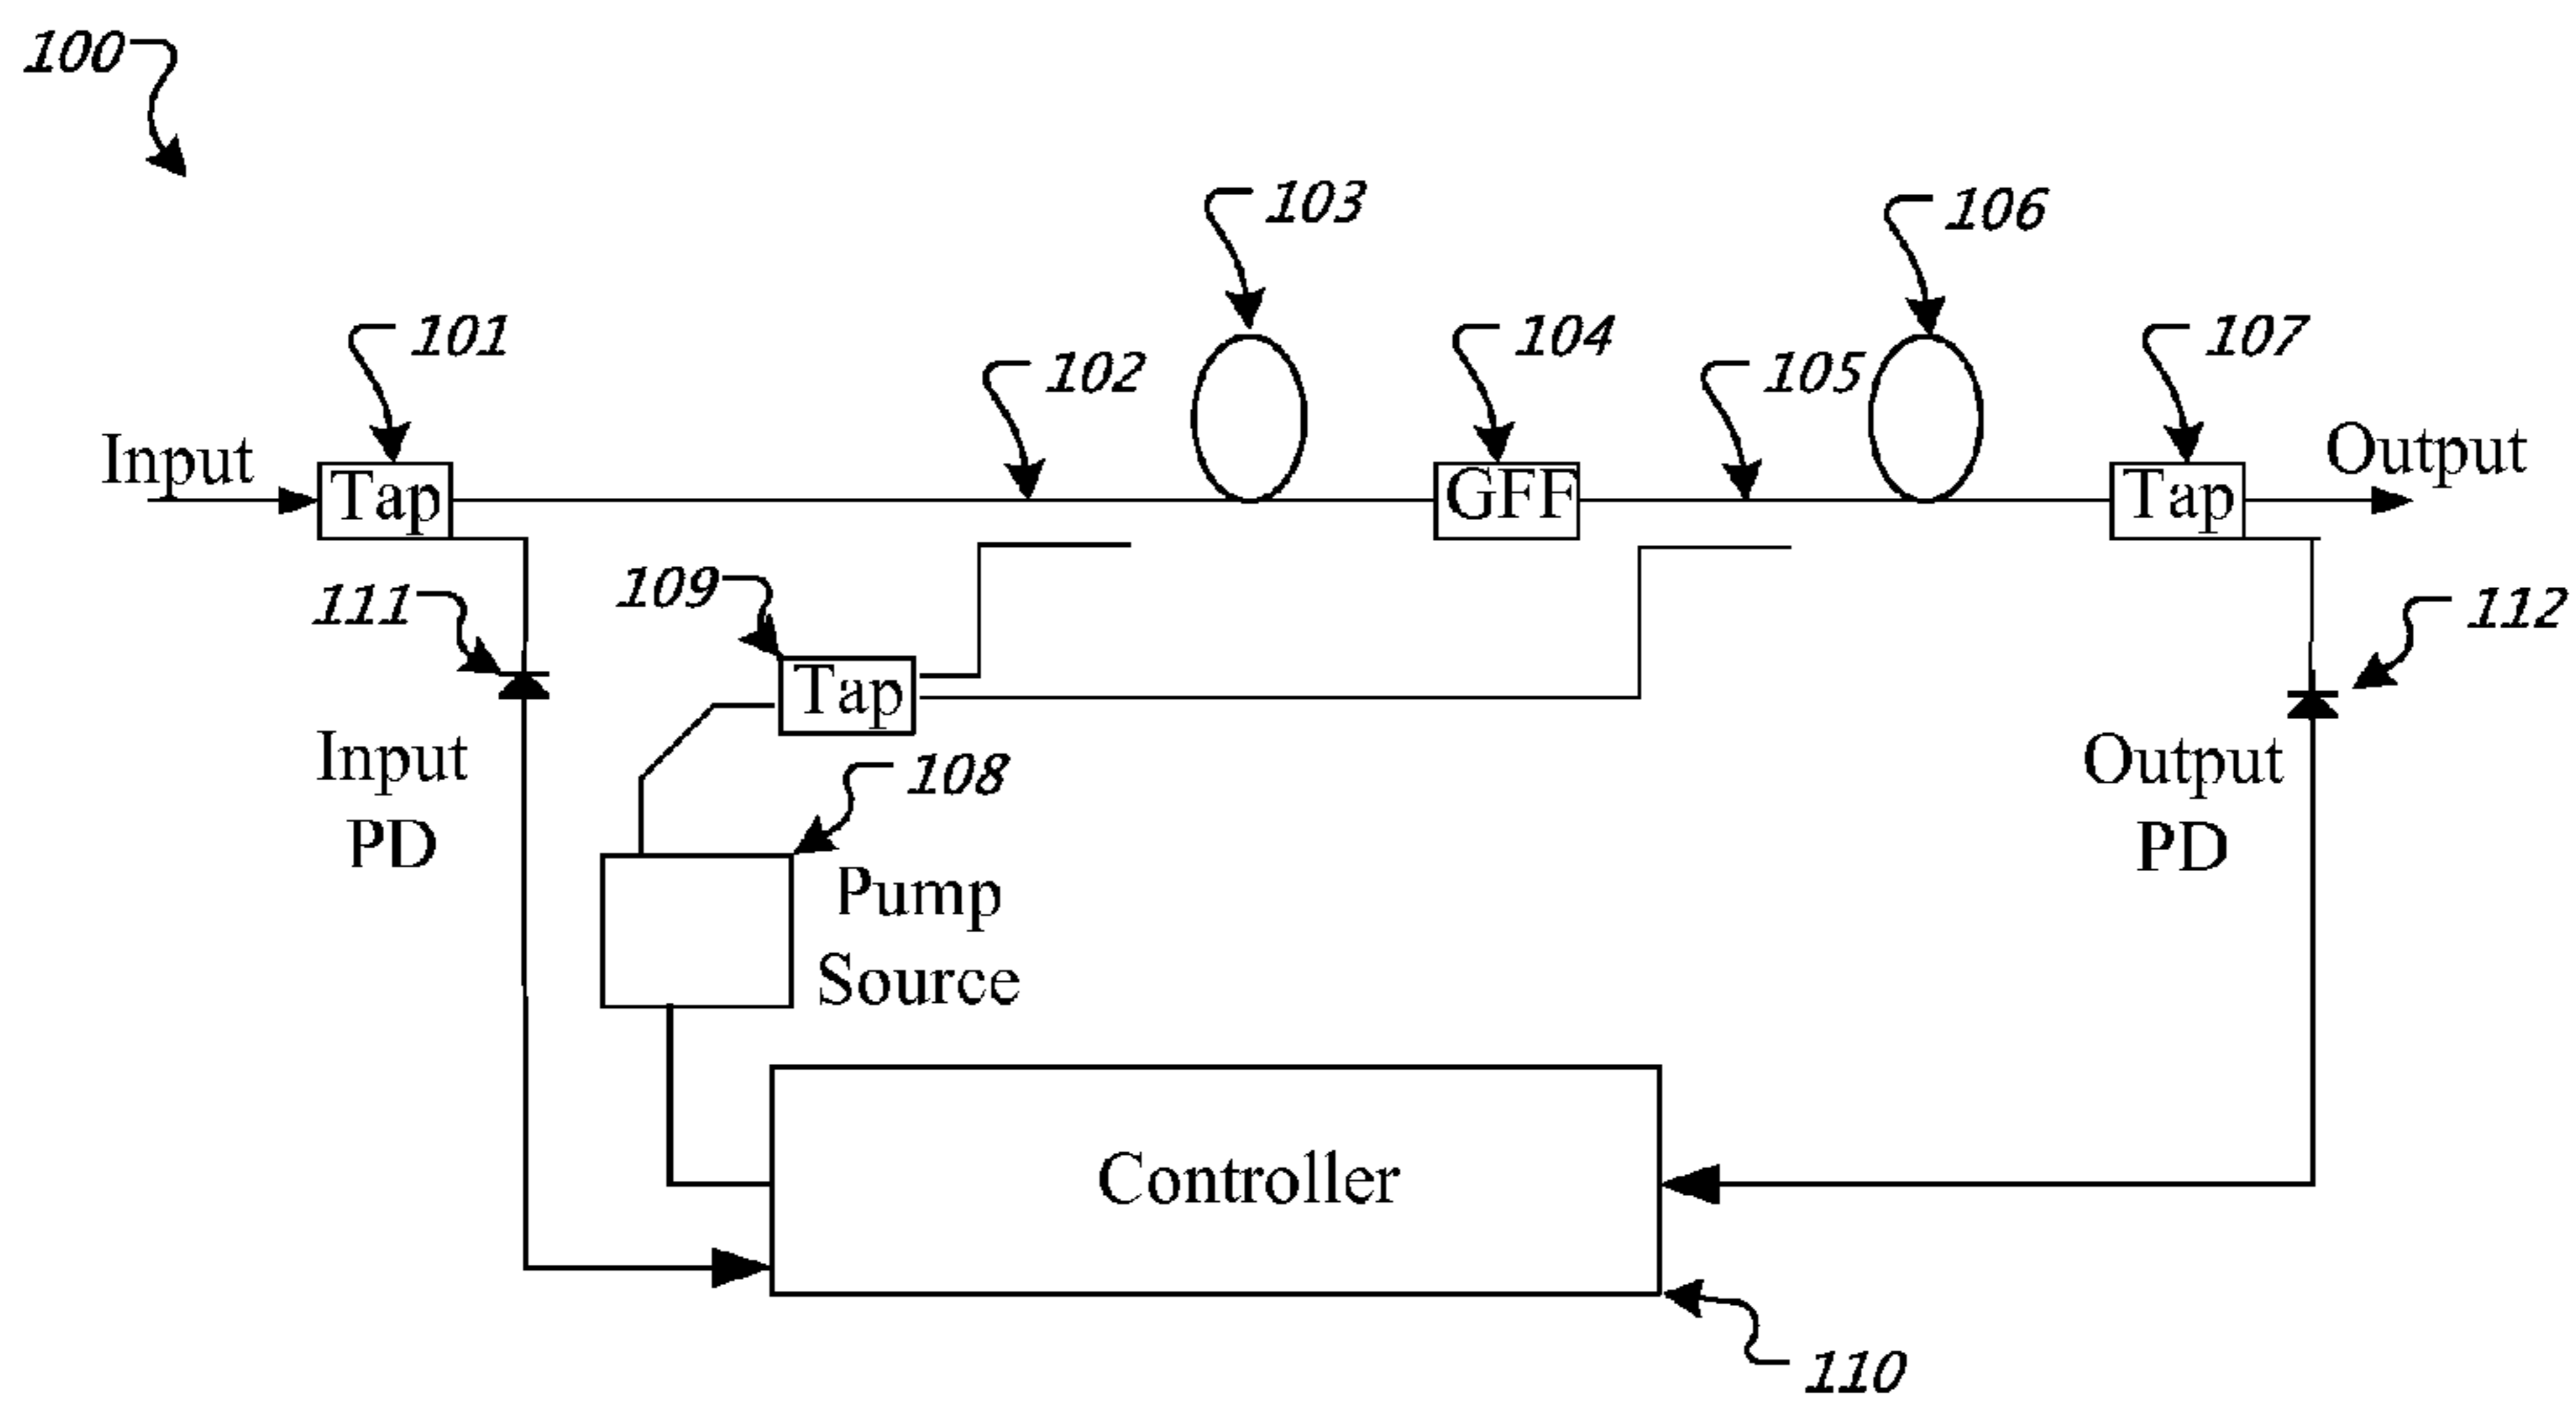 100
103
106
101
102
104
105
107
Input
Tap
GFF
Tap
Output
111
109
Tap
112
Input
PD
108
Pump
Source
Output
PD
Controller
110